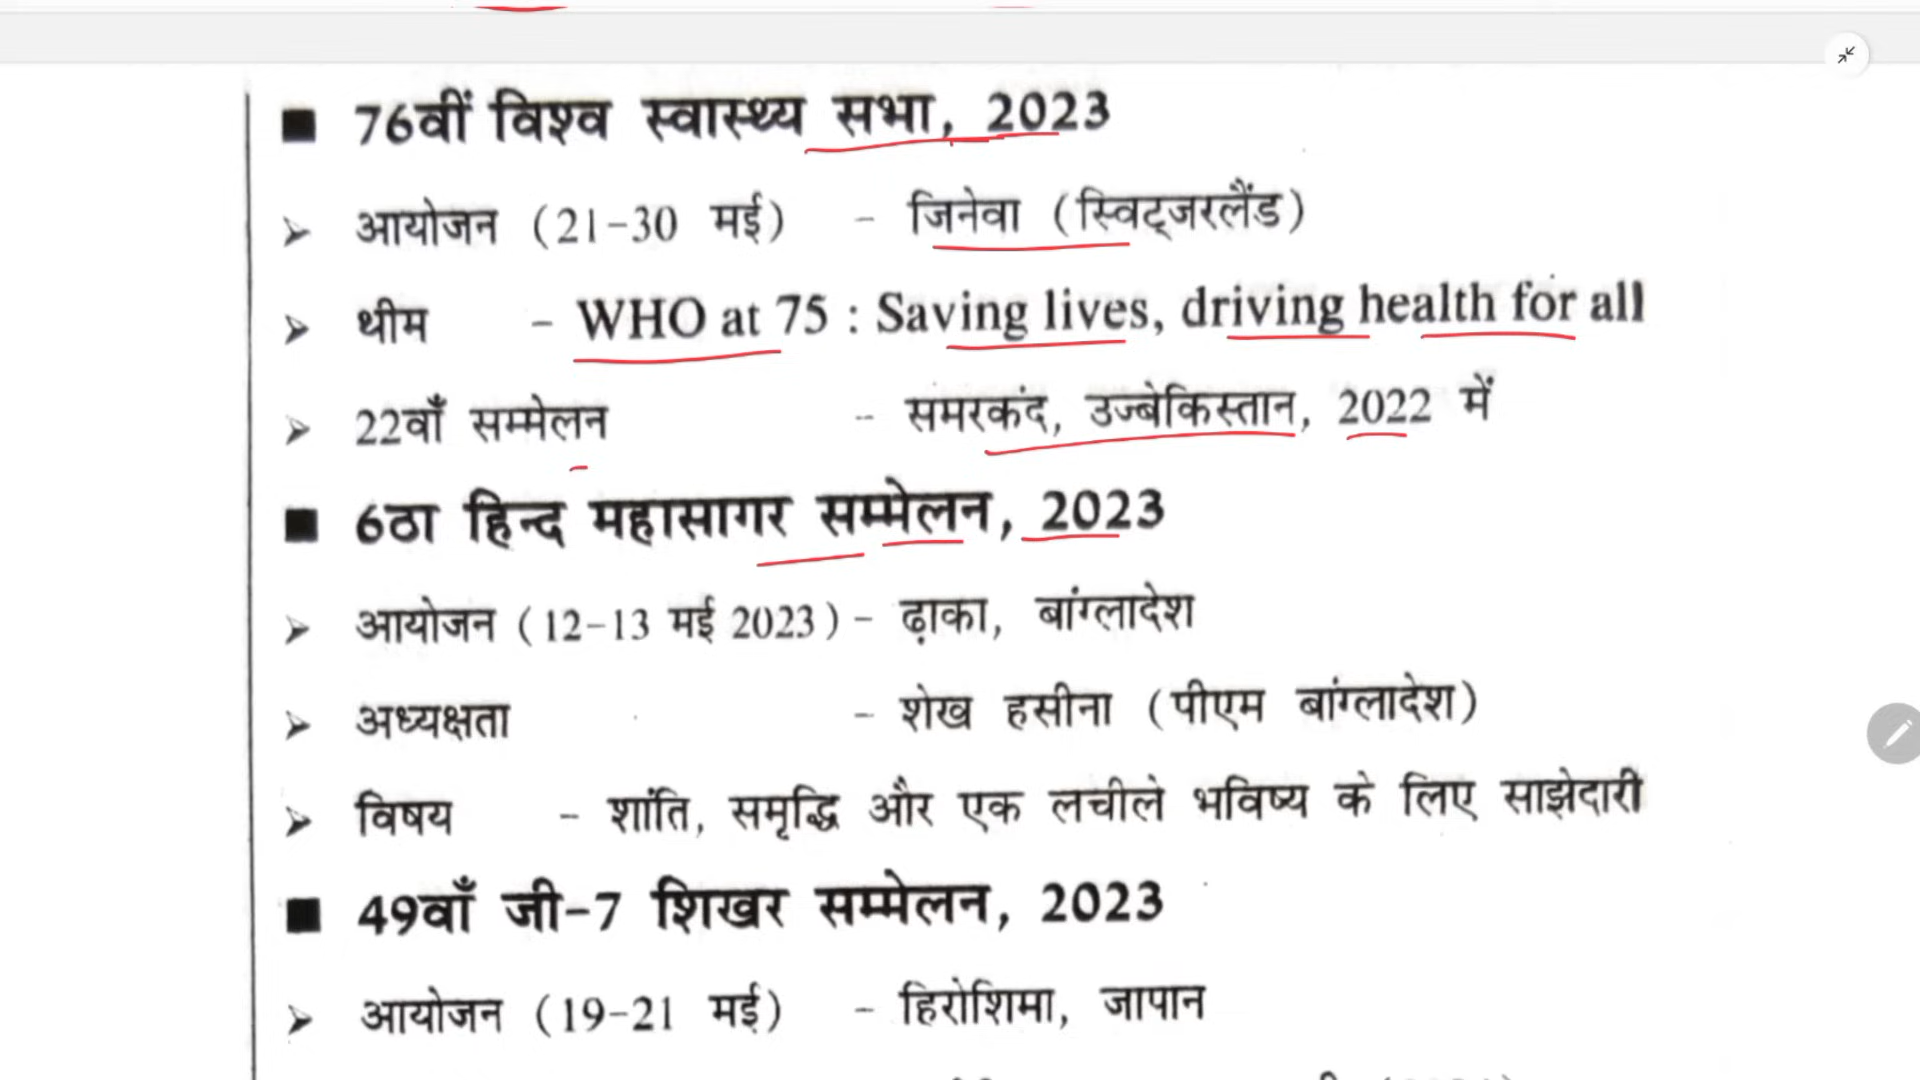 ■ 76वीं विश्व स्वास्थ्य सभा, 2023
➢ आयोजन (21-30 मई) - जिनेवा (स्विट्जरलैंड)
➢ थीम - WHO at 75 : Saving lives, driving health for all
➢ 22वाँ सम्मेलन - समरकंद, उज्बेकिस्तान, 2022 में
■ 6ठा हिन्द महासागर सम्मेलन, 2023
➢ आयोजन (12-13 मई 2023) - ढ़ाका, बांग्लादेश
➢ अध्यक्षता - शेख हसीना (पीएम बांग्लादेश)
➢ विषय - शांति, समृद्धि और एक लचीले भविष्य के लिए साझेदारी
■ 49वाँ जी-7 शिखर सम्मेलन, 2023
➢ आयोजन (19-21 मई) - हिरोशिमा, जापान